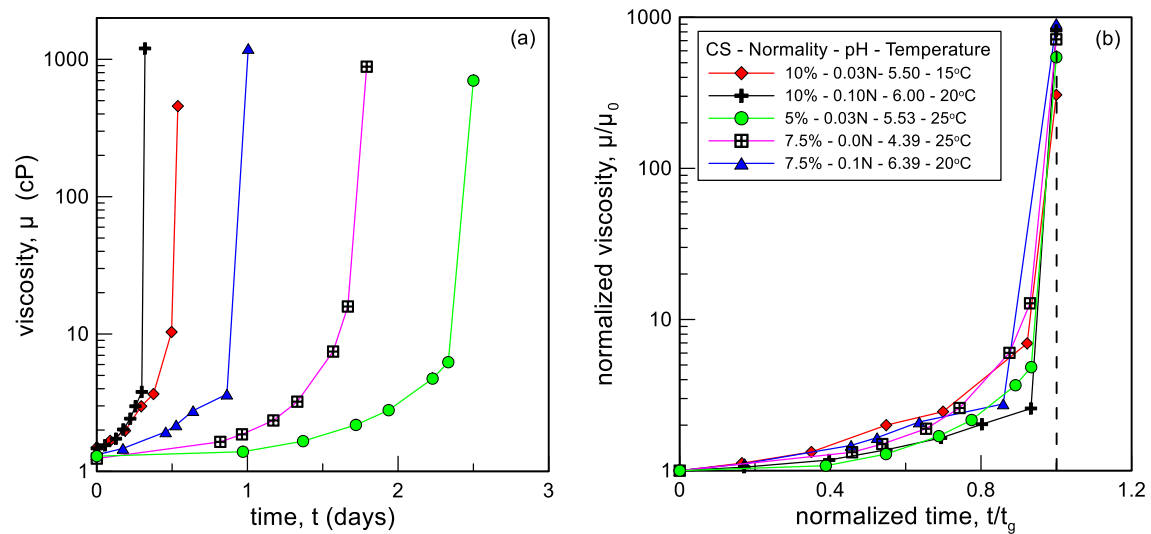 (a)
1000
100
10
1
viscosity, μ (cP)
0
1
2
3
time, t (days)
(b)
1000
100
10
1
normalized viscosity, μ/μ₀
CS - Normality - pH - Temperature
10% - 0.03N- 5.50 - 15°C
10% - 0.10N - 6.00 - 20°C
5% - 0.03N - 5.53 - 25°C
7.5% - 0.0N - 4.39 - 25°C
7.5% - 0.1N - 6.39 - 20°C
0
0.4
0.8
1.2
normalized time, t/tg